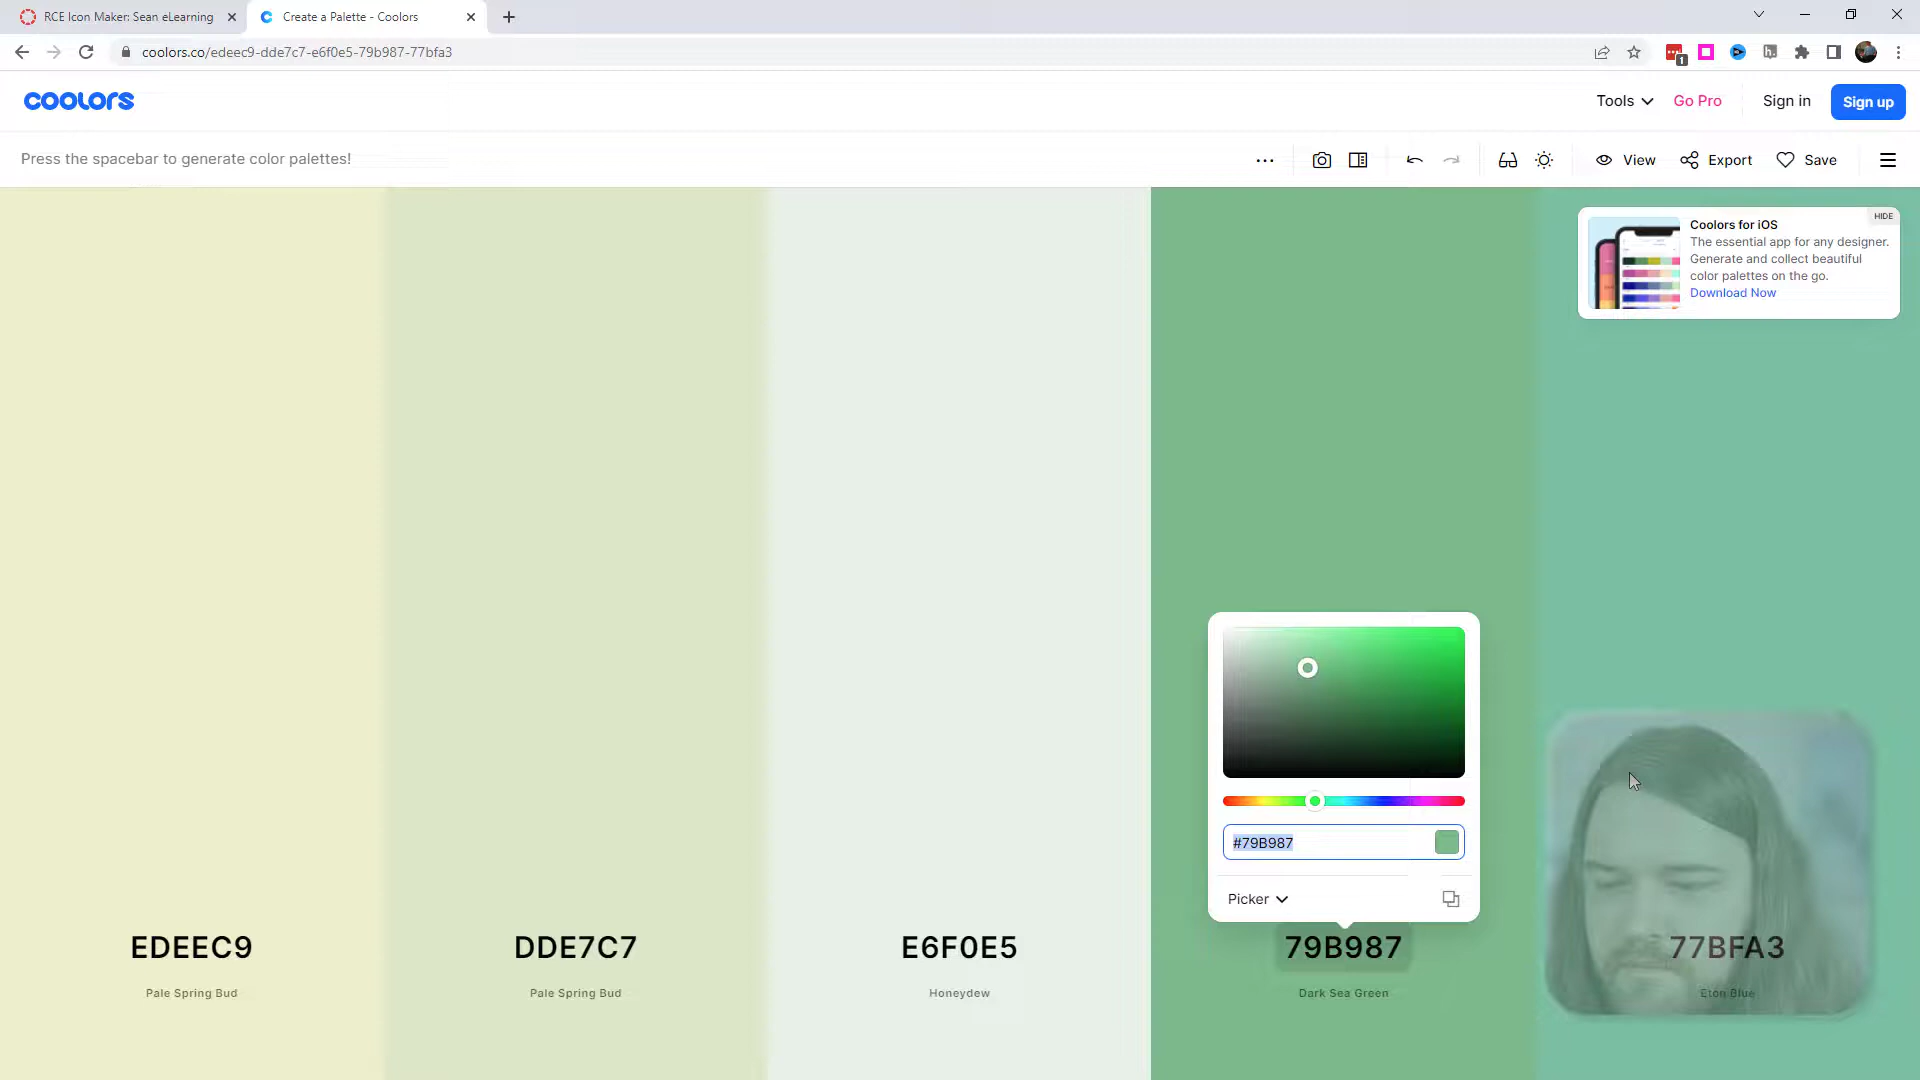 RCE Icon Maker: Sean eLearning
Create a Palette - Coolors
coolors.co/edeec9-dde7c7-e6f0e5-79b987-77bfa3
1
h.
coolors
Tools
Go Pro
Sign in
Sign up
Press the spacebar to generate color palettes!
View
Export
Save
HIDE
Coolors for iOS
The essential app for any designer.
Generate and collect beautiful
color palettes on the go.
Download Now
#79B987
Picker
EDEEC9
DDE7C7
E6F0E5
79B987
77BFA3
Pale Spring Bud
Pale Spring Bud
Honeydew
Dark Sea Green
Eton Blue